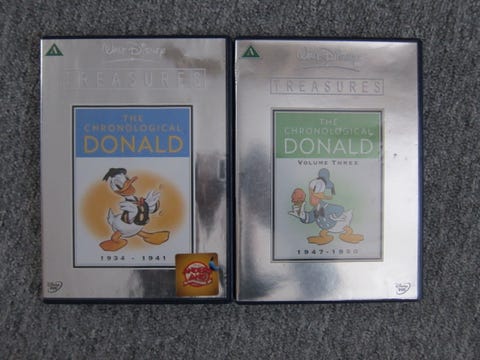 WALT DISNEY
TREASURES
THE
CHRONOLOGICAL
DONALD
1934 - 1941
WALT DISNEY
TREASURES
THE
CHRONOLOGICAL
DONALD
VOLUME THREE
1947 - 1950